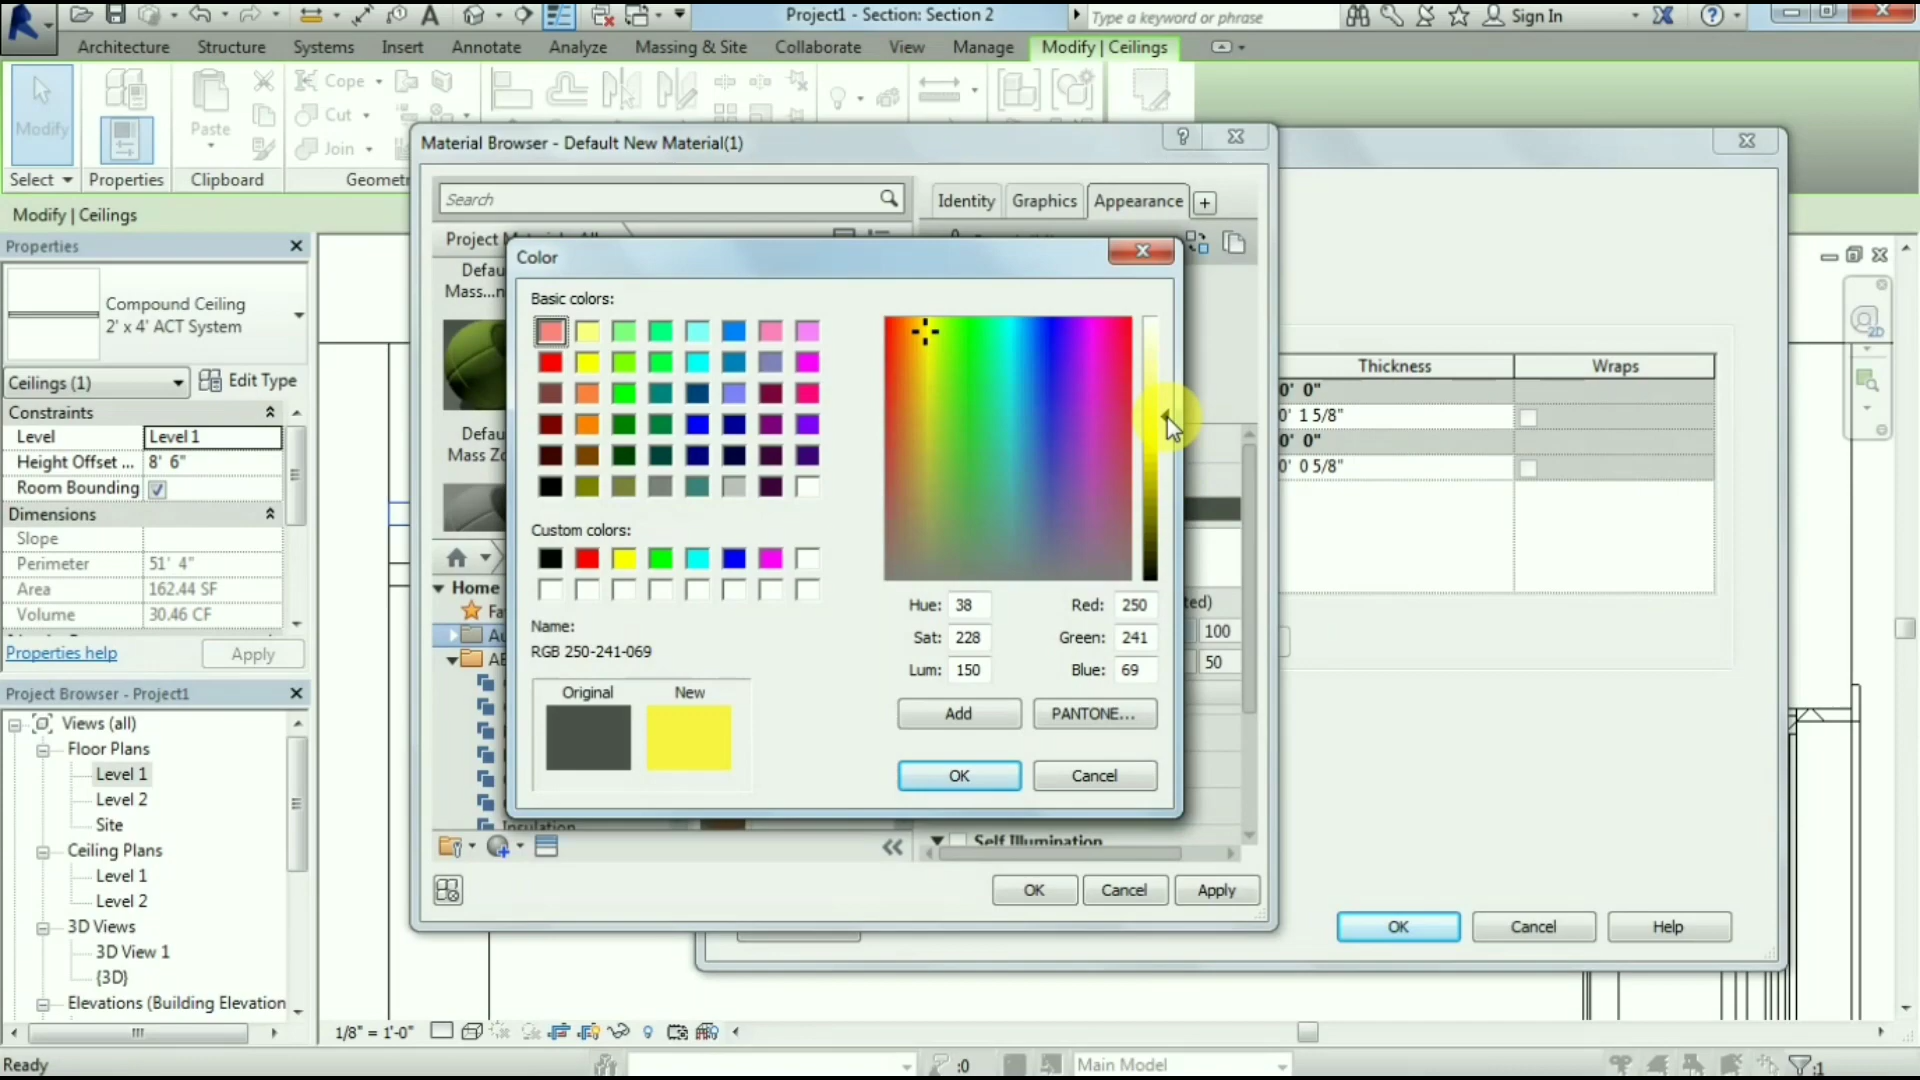 Project1 - Section: Section 2
Type a keyword or phrase
Sign In
Architecture Structure Systems Insert Annotate Analyze Massing & Site Collaborate View Manage Modify | Ceilings
Modify
Paste
Cope
Cut
Join
Select Properties Clipboard
Modify | Ceilings
Properties
Compound Ceiling
2' x 4' ACT System
Ceilings (1)
Edit Type
Constraints
Level Level 1
Height Offset ... 8' 6"
Room Bounding
Dimensions
Slope
Perimeter 51' 4"
Area 162.44 SF
Volume 30.46 CF
Properties help
Apply
Project Browser - Project1
Views (all)
Floor Plans
Level 1
Level 2
Site
Ceiling Plans
Level 1
Level 2
3D Views
3D View 1
{3D}
Elevations (Building Elevation
Material Browser - Default New Material(1)
Search
Identity Graphics Appearance
Defau
Mass...n
Defau
Mass Zo
Home
Insulation
100
50
Self Illumination
OK Cancel Apply
Color
Basic colors:
Custom colors:
Name:
RGB 250-241-069
Original New
Hue: 38 Red: 250
Sat: 228 Green: 241
Lum: 150 Blue: 69
Add PANTONE...
OK Cancel
Thickness Wraps
0' 0"
0' 1 5/8"
0' 0"
0' 0 5/8"
OK Cancel Help
1/8" = 1'-0"
Ready
:0
Main Model
:1